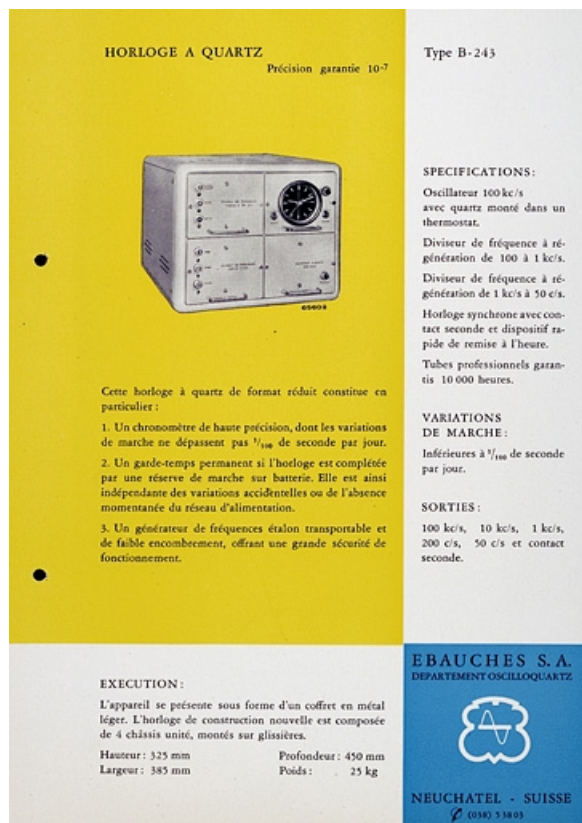 HORLOGE A QUARTZ
Précision garantie 10-7
Type B-243
Cette horloge à quartz de format réduit constitue en
particulier :
1. Un chronomètre de haute précision, dont les variations
de marche ne dépassent pas 1/100 de seconde par jour.
2. Un garde-temps permanent si l'horloge est complétée
par une réserve de marche sur batterie. Elle est ainsi
indépendante des variations accidentelles ou de l'absence
momentanée du réseau d'alimentation.
3. Un générateur de fréquences étalon transportable et
de faible encombrement, offrant une grande sécurité de
fonctionnement.
SPECIFICATIONS :
Oscillateur 100 kc/s
avec quartz monté dans un
thermostat.
Diviseur de fréquence à ré-
génération de 100 à 1 kc/s.
Diviseur de fréquence à ré-
génération de 1 kc/s à 50 c/s.
Horloge synchrone avec con-
tact seconde et dispositif ra-
pide de remise à l'heure.
Tubes professionnels garan-
tis 10 000 heures.
VARIATIONS
DE MARCHE :
Inférieures à 1/100 de seconde
par jour.
SORTIES :
100 kc/s, 10 kc/s, 1 kc/s,
200 c/s, 50 c/s et contact
seconde.
EXECUTION :
L'appareil se présente sous forme d'un coffret en métal
léger. L'horloge de construction nouvelle est composée
de 4 châssis unité, montés sur glissières.
Hauteur : 325 mm Profondeur : 450 mm
Largeur : 385 mm Poids : 25 kg
EBAUCHES S. A.
DEPARTEMENT OSCILLOQUARTZ
NEUCHATEL - SUISSE
(038) 5 38 03